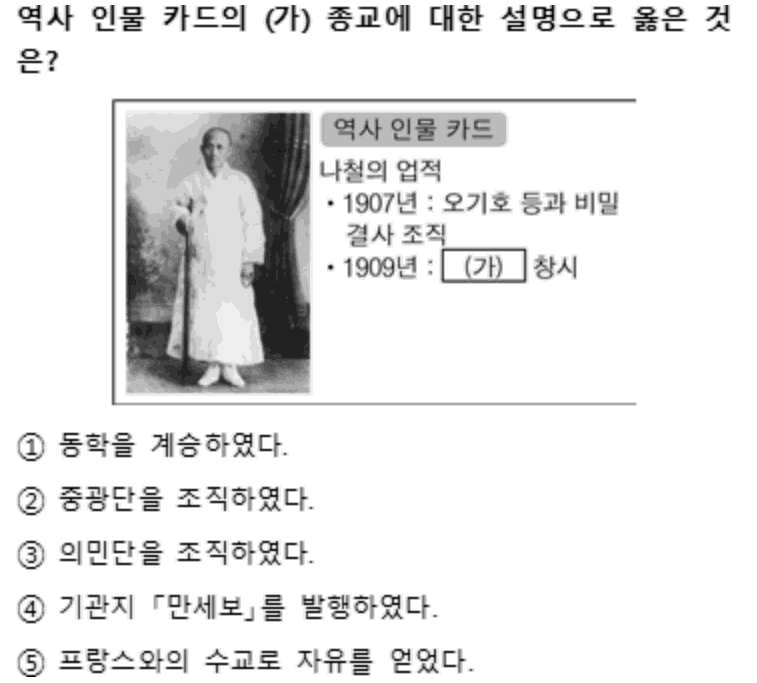 역사 인물 카드의 (가) 종교에 대한 설명으로 옳은 것
은?
역사 인물 카드
나철의 업적
• 1907년 : 오기호 등과 비밀
결사 조직
• 1909년 : (가) 창시
① 동학을 계승하였다.
② 중광단을 조직하였다.
③ 의민단을 조직하였다.
④ 기관지 「만세보」를 발행하였다.
⑤ 프랑스와의 수교로 자유를 얻었다.